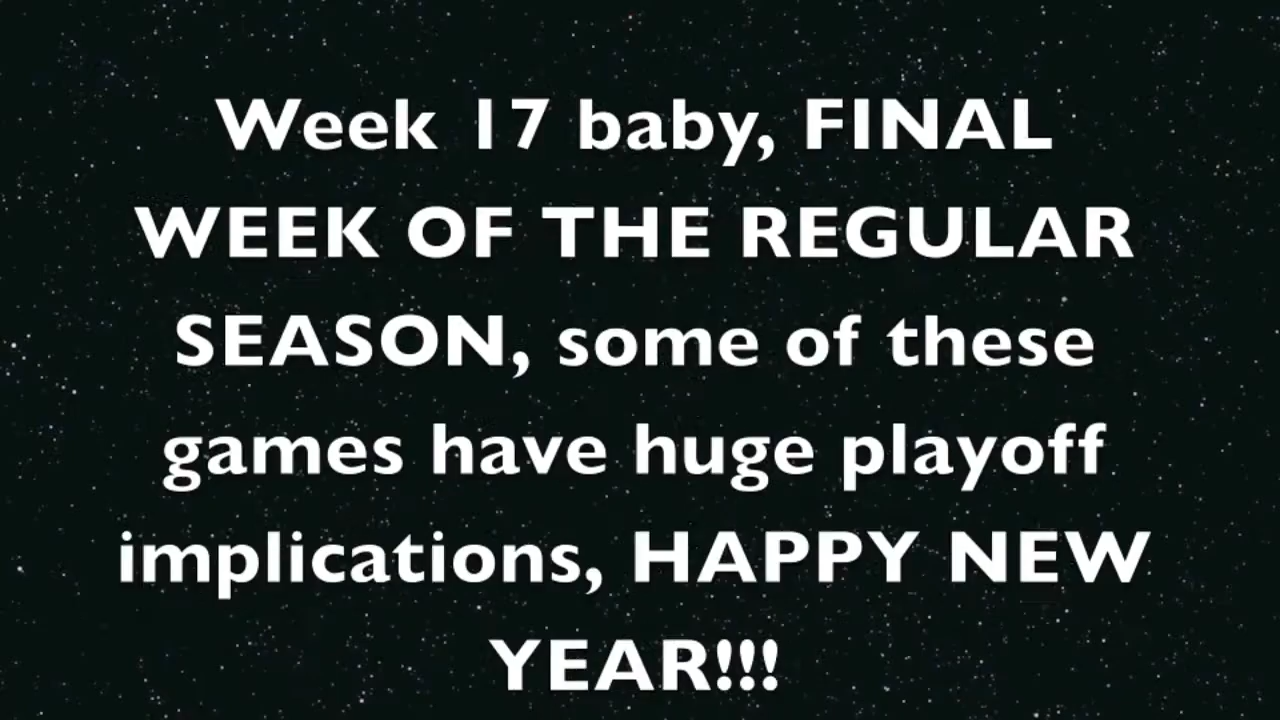 Week 17 baby, FINAL
WEEK OF THE REGULAR
SEASON, some of these
games have huge playoff
implications, HAPPY NEW
YEAR!!!